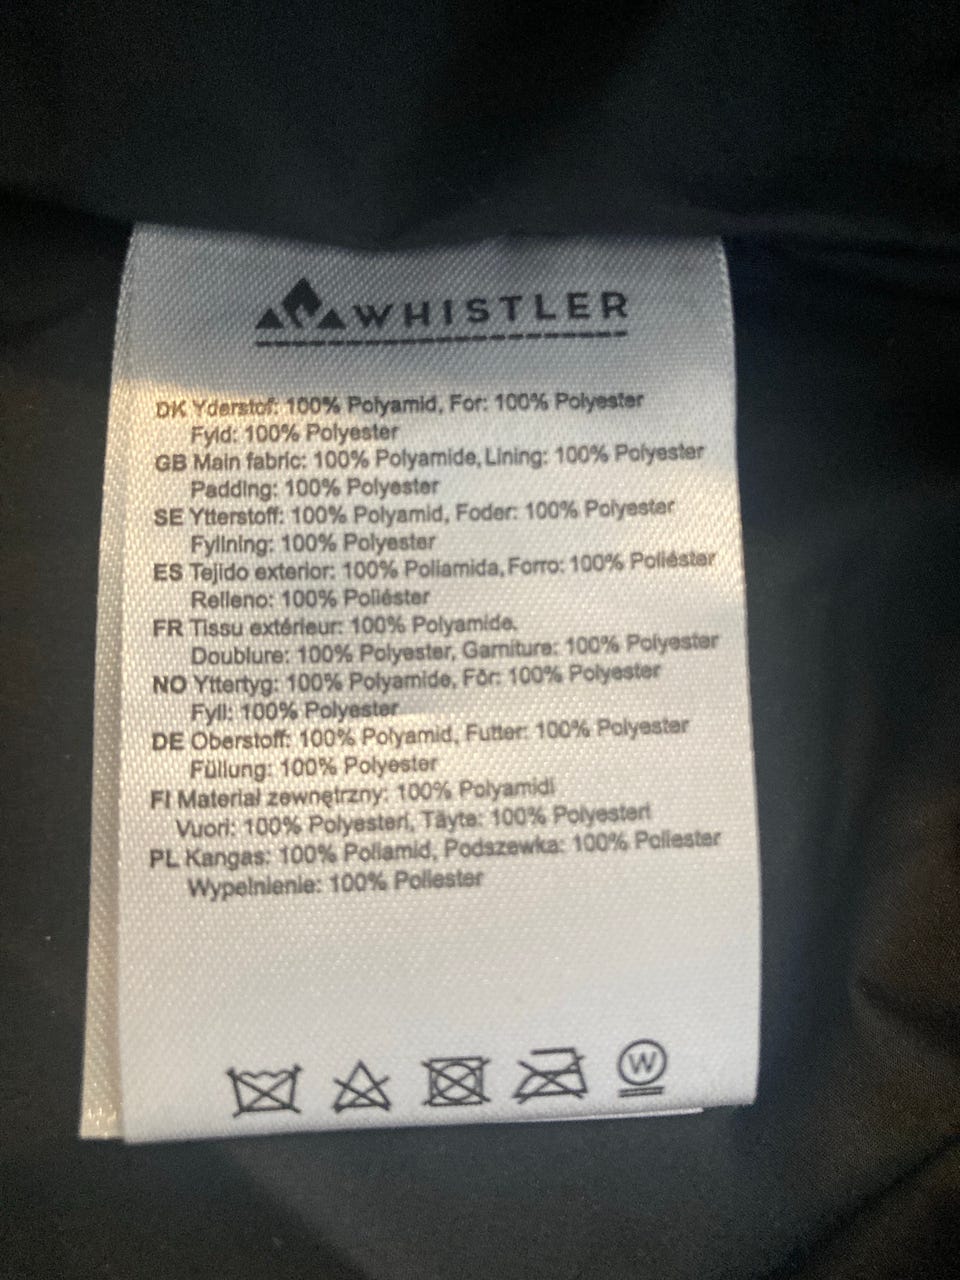 WHISTLER
DK Yderstof: 100% Polyamid, For: 100% Polyester
Fyld: 100% Polyester
GB Main fabric: 100% Polyamide, Lining: 100% Polyester
Padding: 100% Polyester
SE Ytterstoff: 100% Polyamid, Foder: 100% Polyester
Fyllning: 100% Polyester
ES Tejido exterior: 100% Poliamida, Forro: 100% Poliéster
Relleno: 100% Poliéster
FR Tissu extérieur: 100% Polyamide.
Doublure: 100% Polyester, Garniture: 100% Polyester
NO Yttertyg: 100% Polyamide, Fôr: 100% Polyester
Fyll: 100% Polyester
DE Oberstoff: 100% Polyamid, Futter: 100% Polyester
Füllung: 100% Polyester
FI Materiał zewnętrzny: 100% Polyamidi
Vuori: 100% Polyesteri, Täyte: 100% Polyesteri
PL Kangas: 100% Poliamid, Podszewka: 100% Poliester
Wypelnienie: 100% Poliester
W